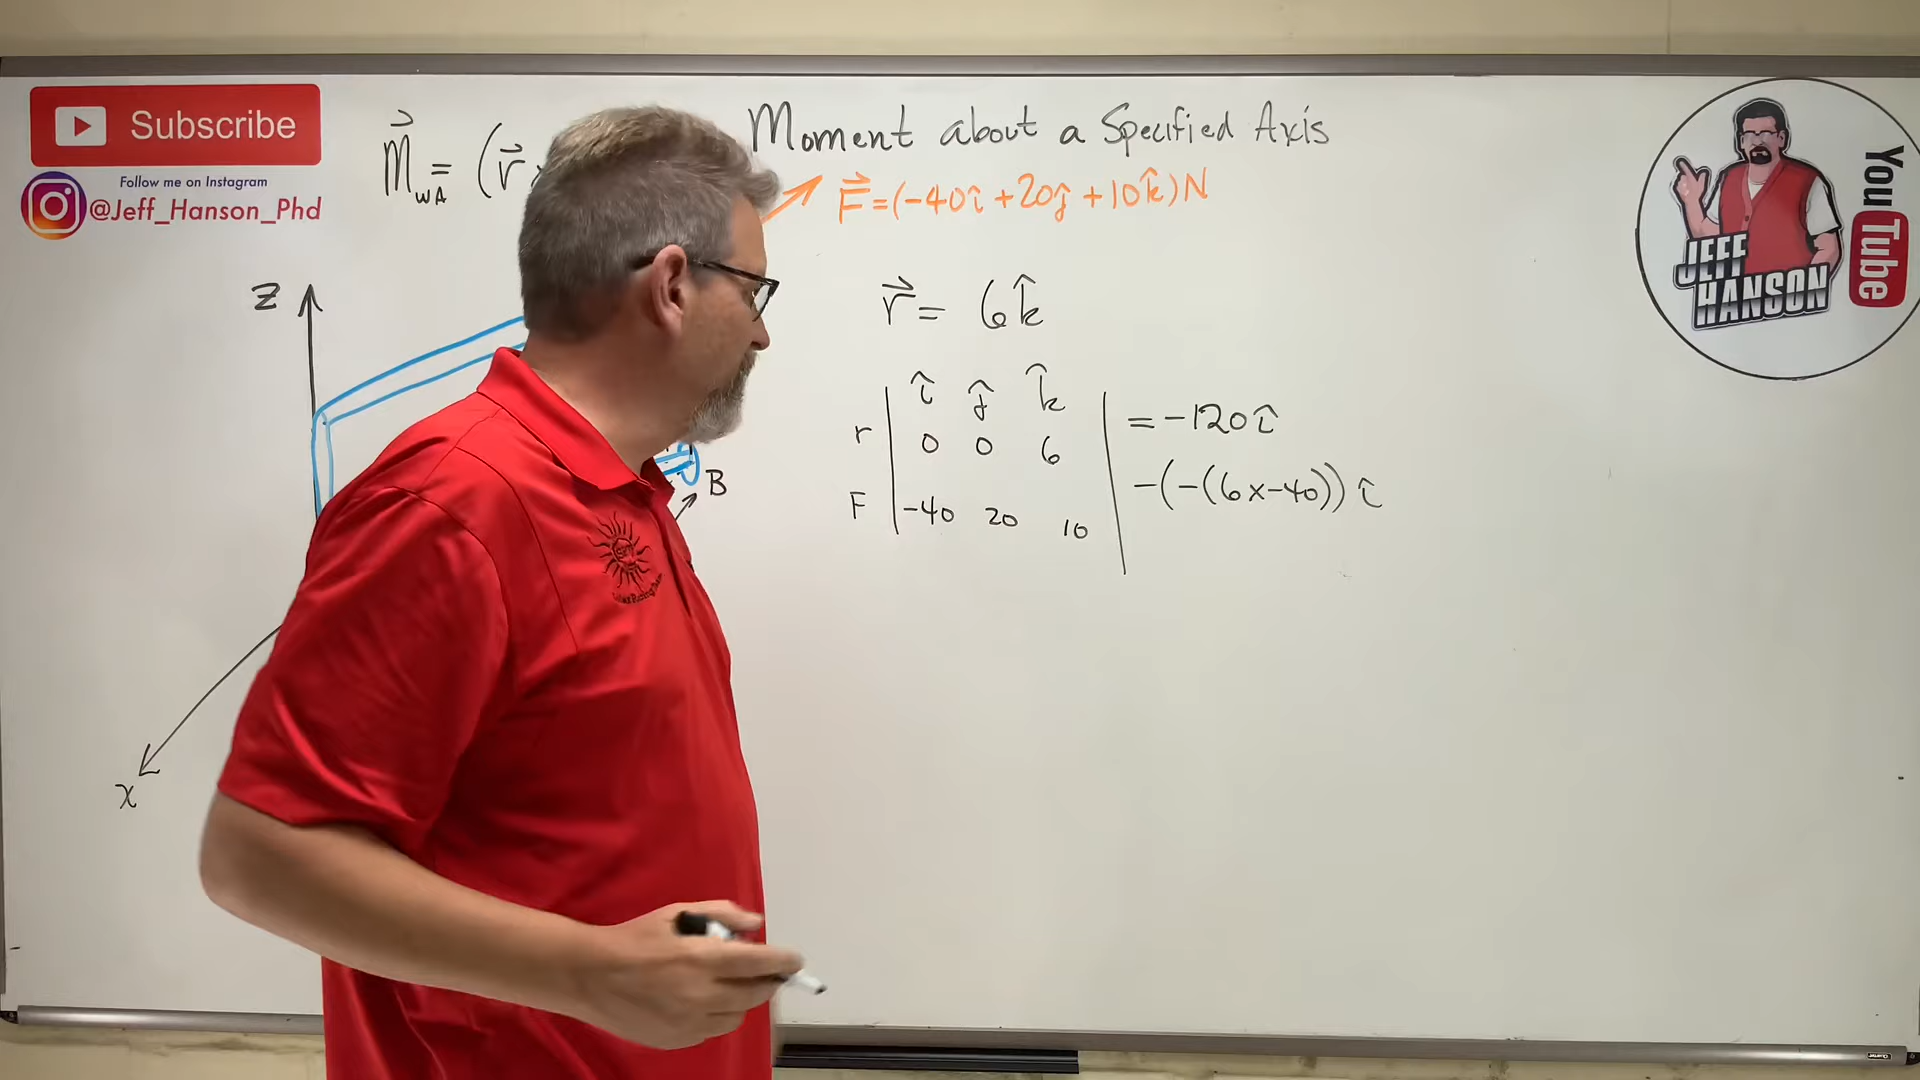 Subscribe
Follow me on Instagram
@Jeff_Hanson_Phd
M⃗_WA = (r⃗ ×
Moment about a Specified Axis
F⃗=(-40î+20ĵ+10k̂)N
Z
r⃗ = 6k̂
î ĵ k̂
r 0 0 6
F -40 20 10
= -120î
-(-(6x-40)) î
B
x
JEFF
HANSON
YouTube